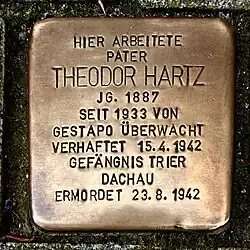 HIER ARBEITETE
PATER
THEODOR HARTZ
JG. 1887
SEIT 1933 VON
GESTAPO ÜBERWACHT
VERHAFTET 15.4.1942
GEFÄNGNIS TRIER
DACHAU
ERMORDET 23.8.1942